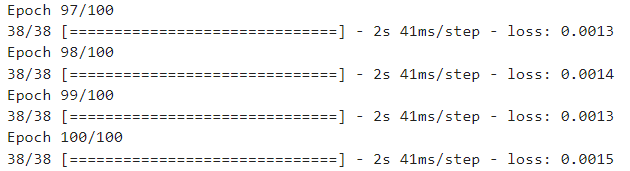 Epoch 97/100
38/38 [==============================] - 2s 41ms/step - loss: 0.0013
Epoch 98/100
38/38 [==============================] - 2s 41ms/step - loss: 0.0014
Epoch 99/100
38/38 [==============================] - 2s 41ms/step - loss: 0.0013
Epoch 100/100
38/38 [==============================] - 2s 41ms/step - loss: 0.0015